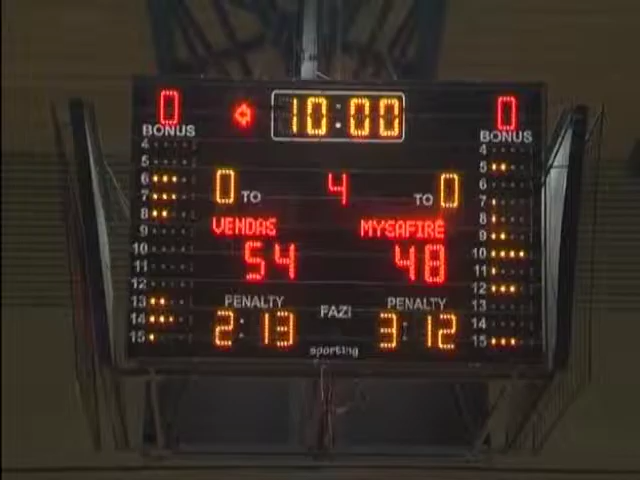 0 10:00 0
BONUS BONUS
4 4
5 5
6 6
7 7
8 8
9 9
10 10
11 11
12 12
13 13
14 14
15 15
0 TO 4 TO 0
VENDAS MYSAFIRE
54 48
PENALTY FAZI PENALTY
2:13 3:12
sporting